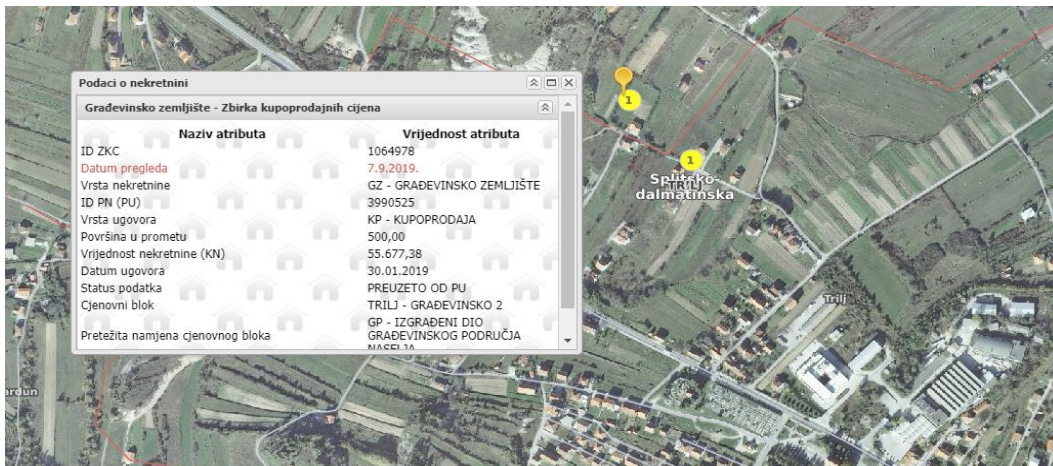 Podaci o nekretnini
Građevinsko zemljište - Zbirka kupoprodajnih cijena
Naziv atributa Vrijednost atributa
ID ZKC 1064978
Datum pregleda 7.9.2019.
Vrsta nekretnine GZ - GRAĐEVINSKO ZEMLJIŠTE
ID PN (PU) 3990525
Vrsta ugovora KP - KUPOPRODAJA
Površina u prometu 500,00
Vrijednost nekretnine (KN) 55.677,38
Datum ugovora 30.01.2019
Status podatka PREUZETO OD PU
Cjenovni blok TRILJ - GRAĐEVINSKO 2
Pretežita namjena cjenovnog bloka GP - IZGRAĐENI DIO
GRAĐEVINSKOG PODRUČJA
NASELJA
1
1
Splitsko-
TRILJ
dalmatinska
Trilj